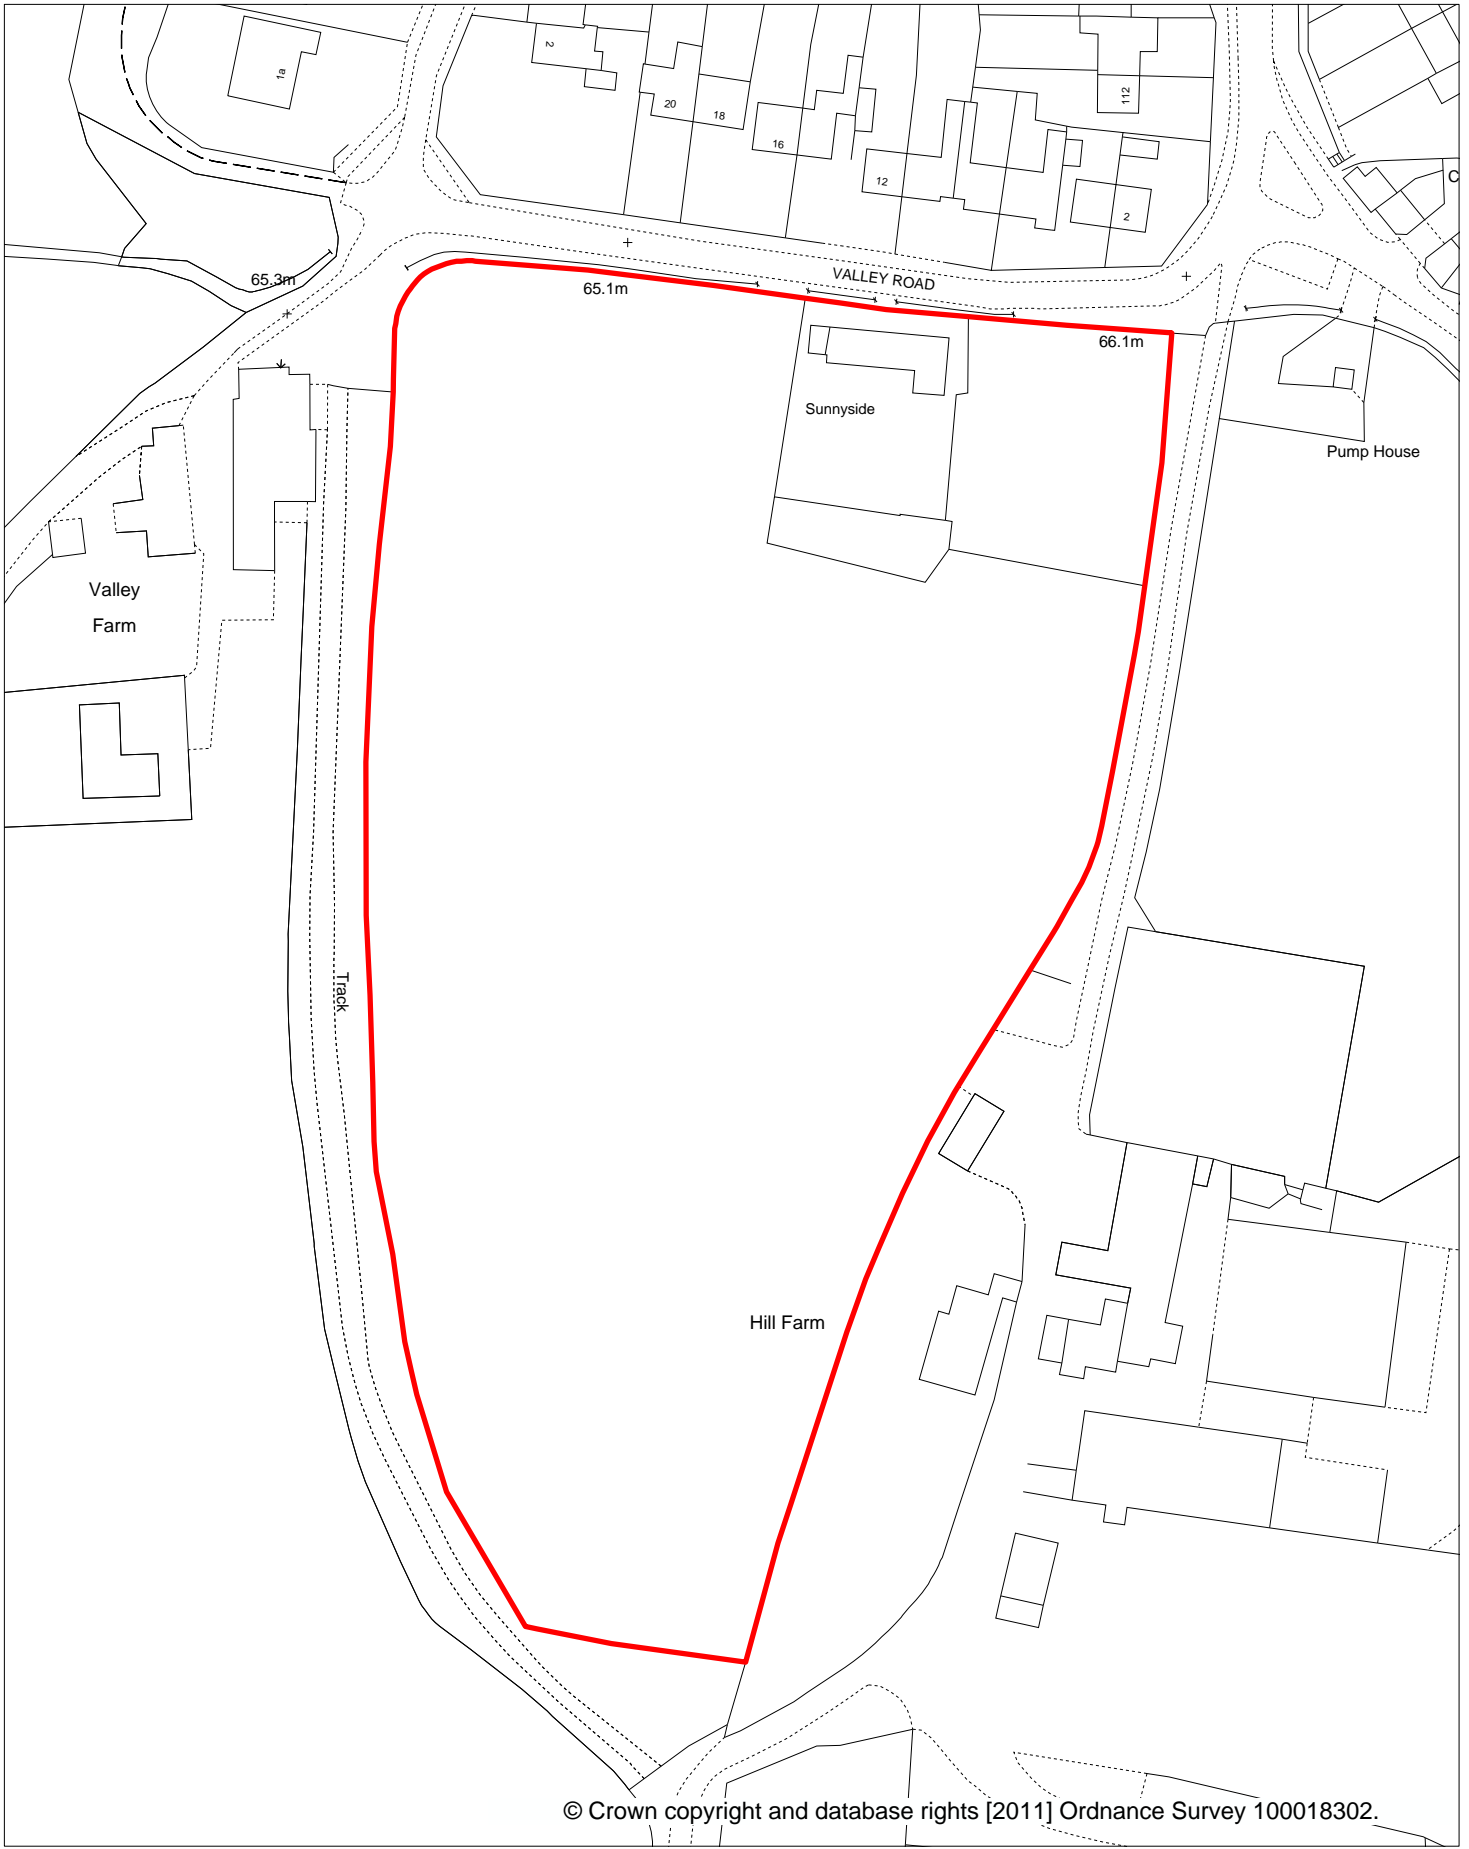 1a
2
20
18
16
12
112
2
C
VALLEY ROAD
65.3m
65.1m
66.1m
Sunnyside
Pump House
Valley
Farm
Track
Hill Farm
© Crown copyright and database rights [2011] Ordnance Survey 100018302.